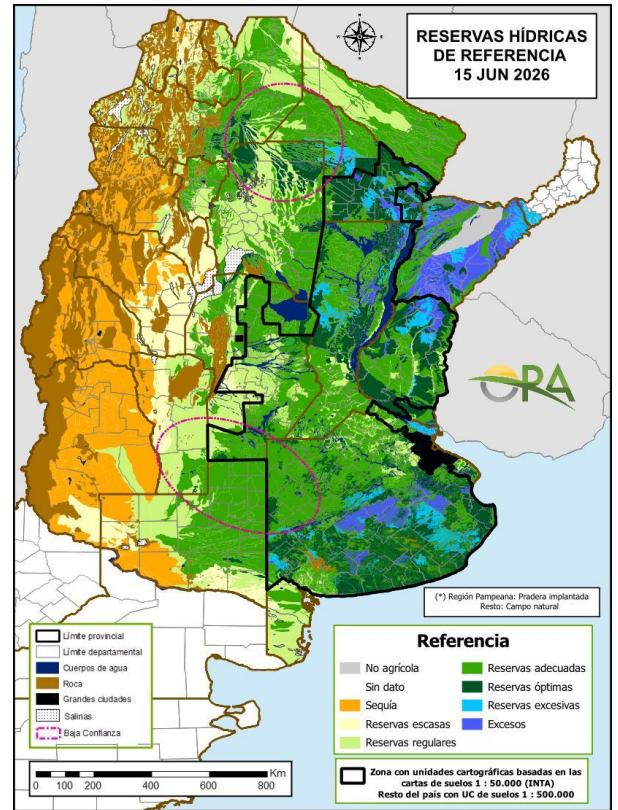 RESERVAS HÍDRICAS
DE REFERENCIA
15 JUN 2026
OPA
(*) Región Pampeana: Pradera implantada
Resto: Campo natural
Límite provincial
Límite departamental
Cuerpos de agua
Roca
Grandes ciudades
Salinas
Baja Confianza
Referencia
No agrícola
Sin dato
Sequía
Reservas escasas
Reservas regulares
Reservas adecuadas
Reservas óptimas
Reservas excesivas
Excesos
0 100 200 400 600 800 Km
Zona con unidades cartográficas basadas en las
cartas de suelos 1 : 50.000 (INTA)
Resto del país con UC de suelos 1 : 500.000